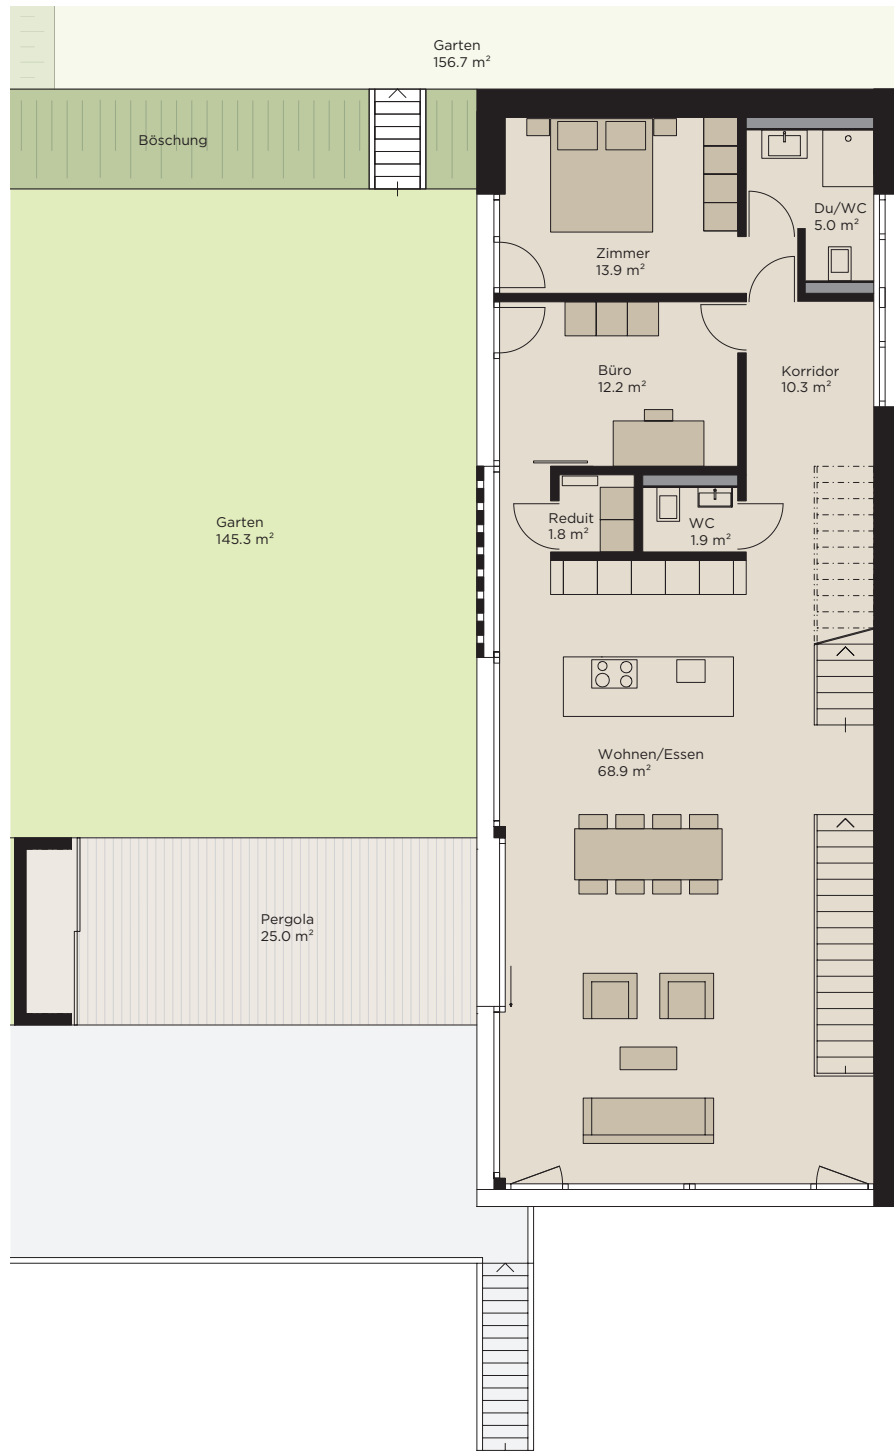 Garten
156.7 m²
Böschung
Du/WC
5.0 m²
Zimmer
13.9 m²
Büro
12.2 m²
Korridor
10.3 m²
Garten
145.3 m²
Reduit
1.8 m²
WC
1.9 m²
Wohnen/Essen
68.9 m²
Pergola
25.0 m²